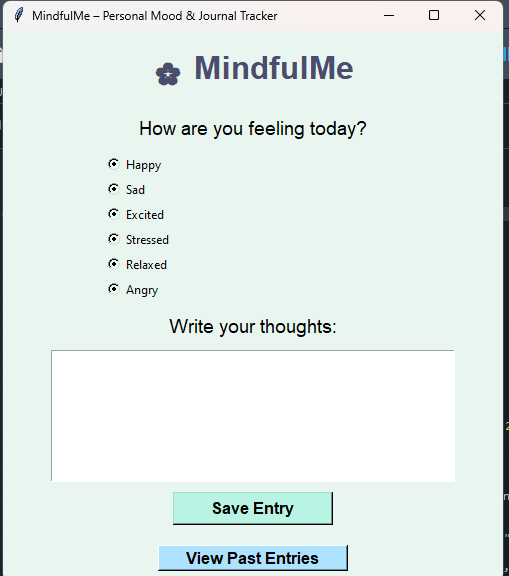 MindfulMe – Personal Mood & Journal Tracker
MindfulMe
How are you feeling today?
Happy
Sad
Excited
Stressed
Relaxed
Angry
Write your thoughts:
Save Entry
View Past Entries